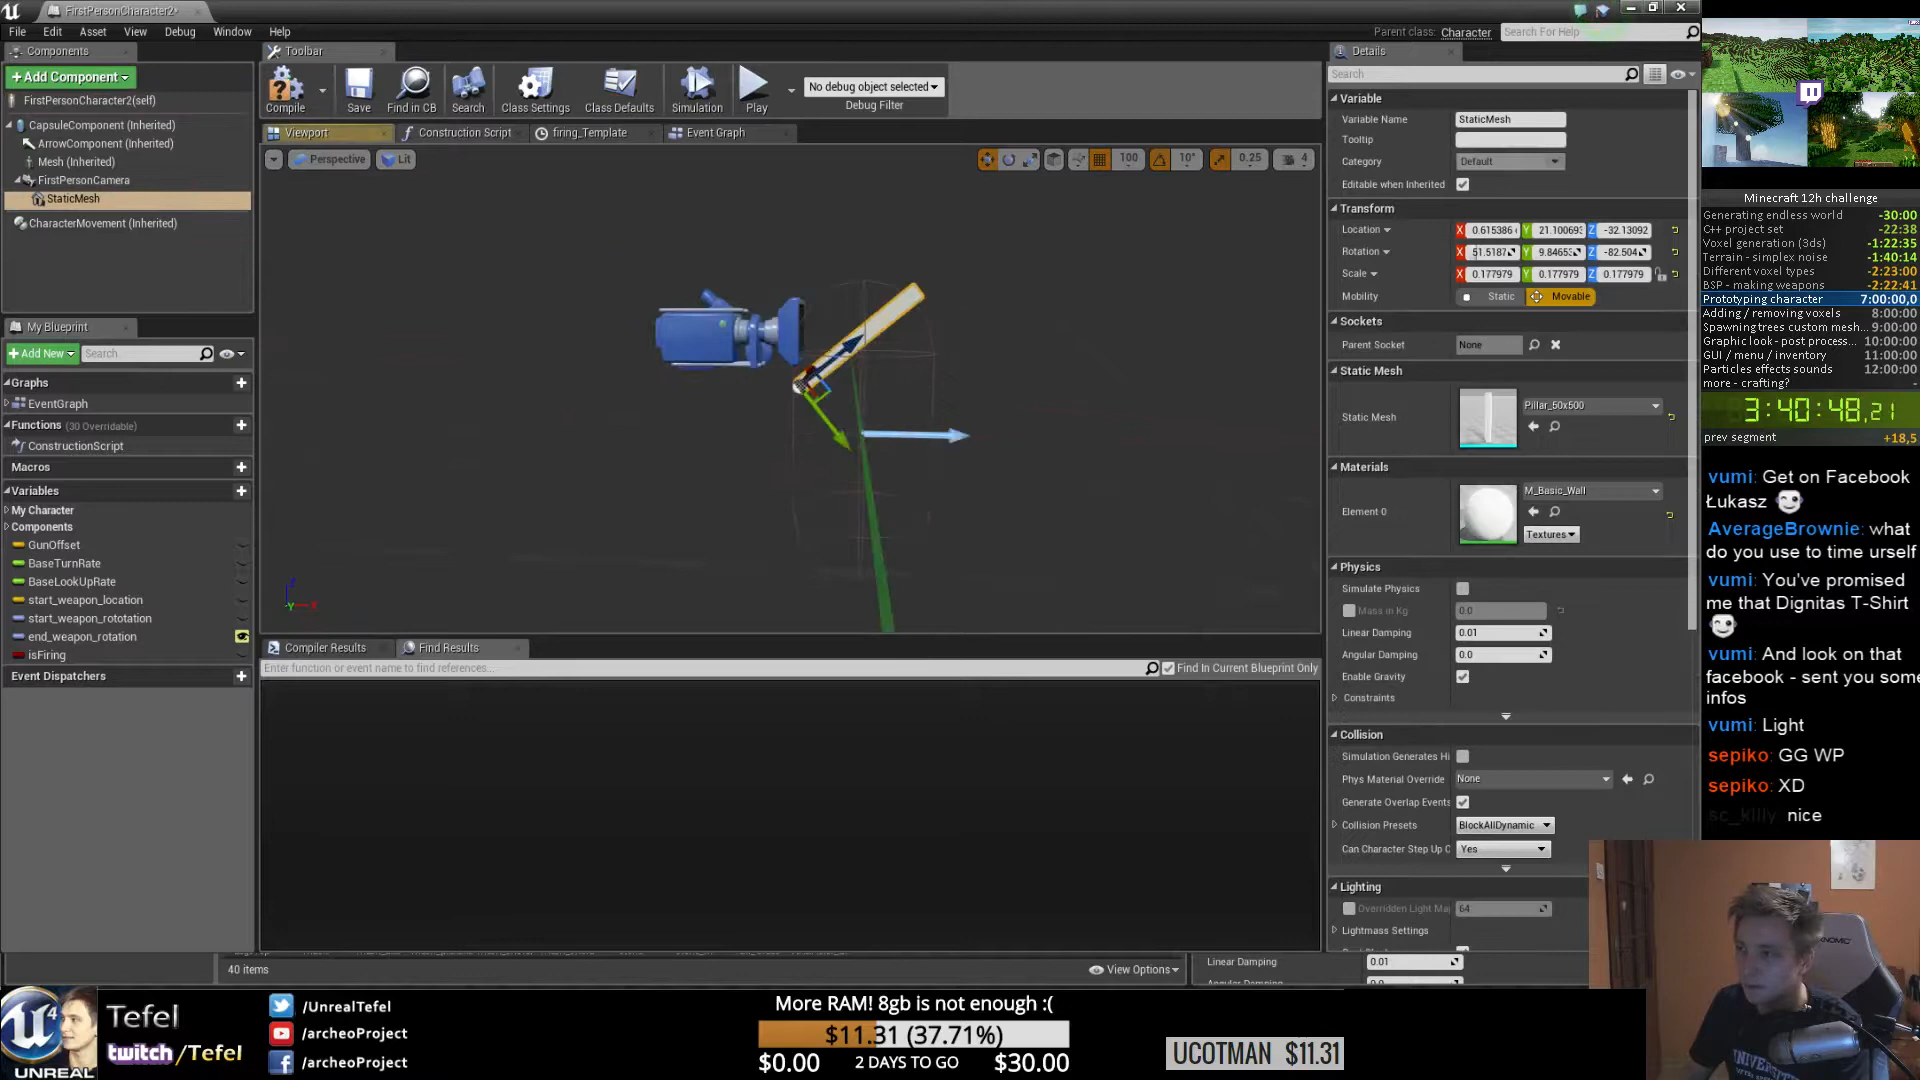 FirstPersonCharacter2*
File Edit Asset View Debug Window Help
Parent class: Character
Search For Help
Components
+Add Component
FirstPersonCharacter2(self)
CapsuleComponent (Inherited)
ArrowComponent (Inherited)
Mesh (Inherited)
FirstPersonCamera
StaticMesh
CharacterMovement (Inherited)
My Blueprint
+Add New
Search
Graphs
EventGraph
Functions (30 Overridable)
ConstructionScript
Macros
Variables
My Character
Components
GunOffset
BaseTurnRate
BaseLookUpRate
start_weapon_location
start_weapon_rototation
end_weapon_rotation
isFiring
Event Dispatchers
Toolbar
Compile
Save
Find in CB
Search
Class Settings
Class Defaults
Simulation
Play
No debug object selected
Debug Filter
Viewport
Construction Script
firing_Template
Event Graph
Perspective
Lit
100
10°
0.25
4
Z
Y X
Compiler Results
Find Results
Enter function or event name to find references...
Find In Current Blueprint Only
40 items
View Options
Linear Damping 0.01
Details
Search
Variable
Variable Name StaticMesh
Tooltip
Category Default
Editable when Inherited
Transform
Location X 0.615386 Y 21.100693 Z -32.13092
Rotation X 51.5187 Y 9.8465 Z -82.504
Scale X 0.177979 Y 0.177979 Z 0.177979
Mobility Static Movable
Sockets
Parent Socket None
Static Mesh
Static Mesh Pillar_50x500
Materials
Element 0 M_Basic_Wall
Textures
Physics
Simulate Physics
Mass in Kg 0.0
Linear Damping 0.01
Angular Damping 0.0
Enable Gravity
Constraints
Collision
Simulation Generates Hi
Phys Material Override None
Generate Overlap Events
Collision Presets BlockAllDynamic
Can Character Step Up O Yes
Lighting
Overridden Light Ma 64
Lightmass Settings
Minecraft 12h challenge
Generating endless world -30:00
C++ project set -22:38
Voxel generation (3ds) -1:22:35
Terrain - simplex noise -1:40:14
Different voxel types -2:23:00
BSP - making weapons -2:22:41
Prototyping character 7:00:00,0
Adding / removing voxels 8:00:00
Spawning trees custom mesh... 9:00:00
Graphic look - post process... 10:00:00
GUI / menu / inventory 11:00:00
Particles effects sounds 12:00:00
more - crafting? -
3:40:48,21
prev segment +18,5
vumi: Get on Facebook
Łukasz
AverageBrownie: what
do you use to time urself
vumi: You've promised
me that Dignitas T-Shirt
vumi: And look on that
facebook - sent you some
infos
vumi: Light
sepiko: GG WP
sepiko: XD
sc_killy nice
4
UNREAL
Tefel
twitch/Tefel
/UnrealTefel
/archeoProject
/archeoProject
More RAM! 8gb is not enough :(
$11.31 (37.71%)
$0.00 2 DAYS TO GO $30.00
UCOTMAN $11.31